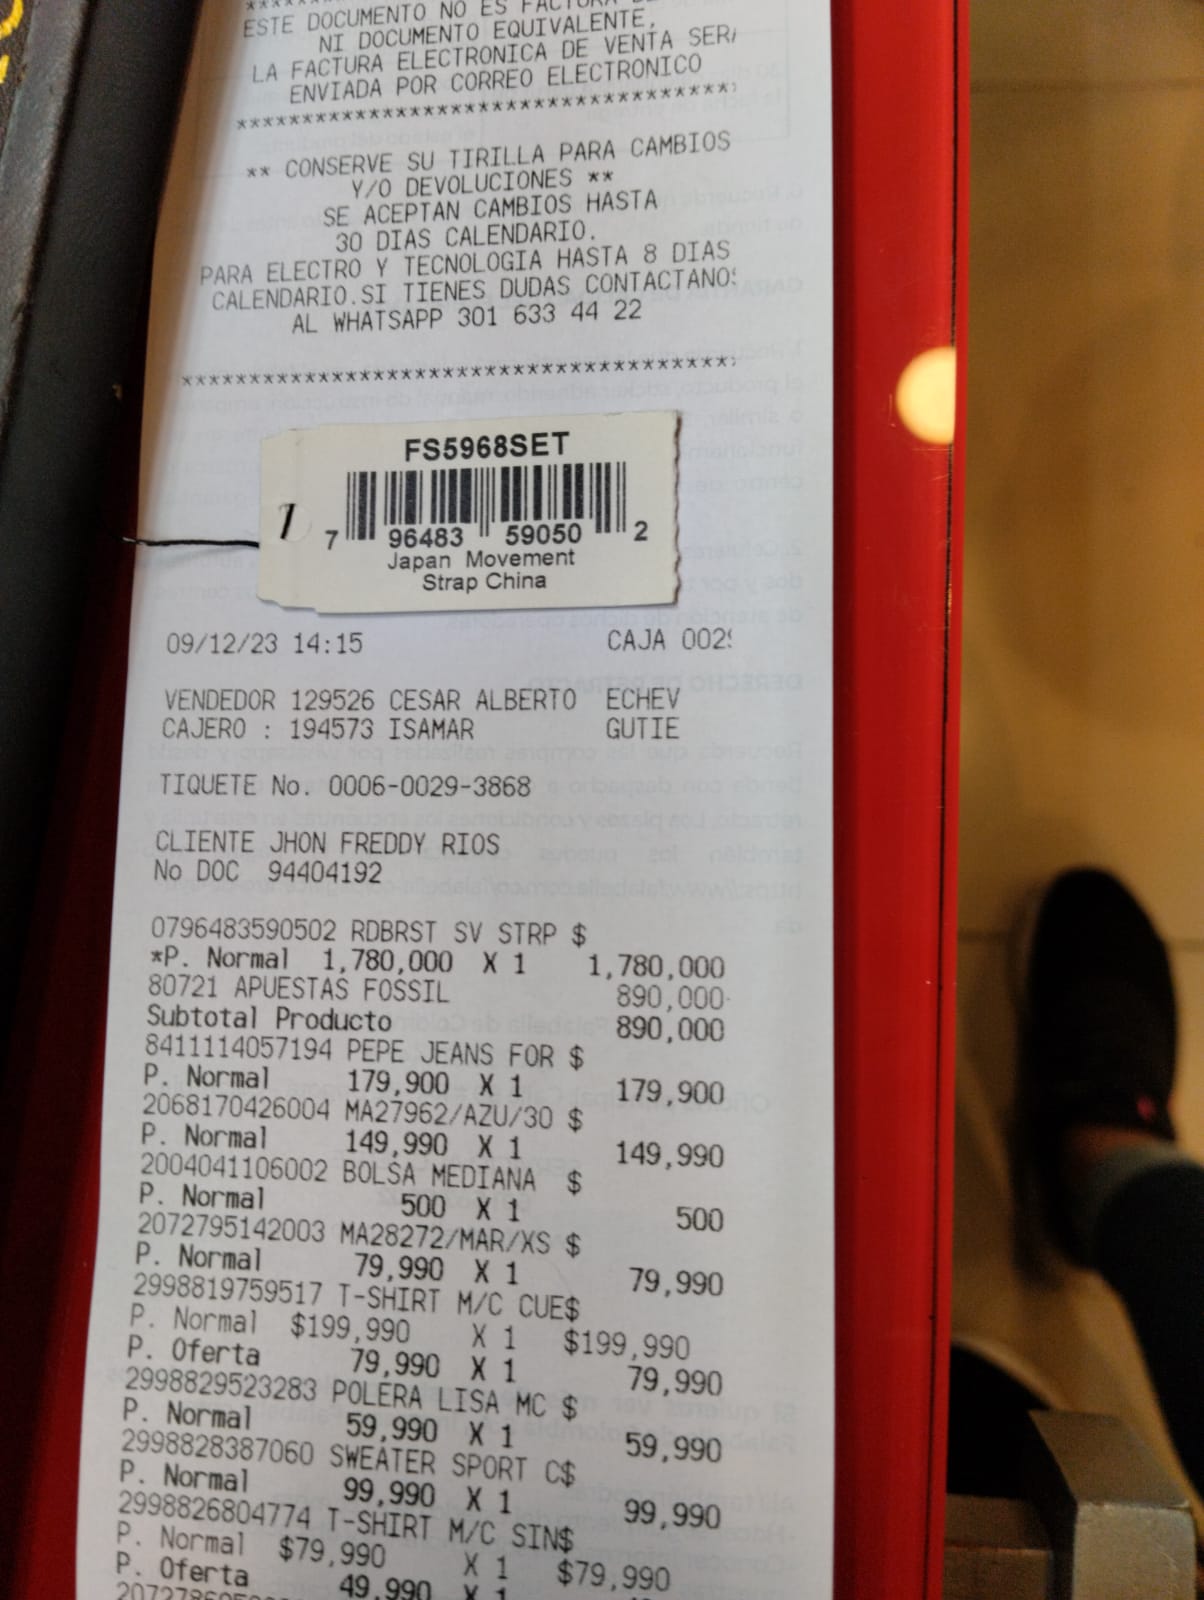 ESTE DOCUMENTO NO ES FACTURA
NI DOCUMENTO EQUIVALENTE,
LA FACTURA ELECTRONICA DE VENTA SERA
ENVIADA POR CORREO ELECTRONICO
***************************************
** CONSERVE SU TIRILLA PARA CAMBIOS
Y/O DEVOLUCIONES **
SE ACEPTAN CAMBIOS HASTA
30 DIAS CALENDARIO.
PARA ELECTRO Y TECNOLOGIA HASTA 8 DIAS
CALENDARIO.SI TIENES DUDAS CONTACTANOS
AL WHATSAPP 301 633 44 22
******************************************
FS5968SET
7 96483 59050 2
Japan Movement
Strap China
09/12/23 14:15 CAJA 0029
VENDEDOR 129526 CESAR ALBERTO ECHEV
CAJERO : 194573 ISAMAR GUTIE
TIQUETE No. 0006-0029-3868
CLIENTE JHON FREDDY RIOS
No DOC 94404192
0796483590502 RDBRST SV STRP $
*P. Normal 1,780,000 X 1 1,780,000
80721 APUESTAS FOSSIL 890,000-
Subtotal Producto 890,000
8411114057194 PEPE JEANS FOR $
P. Normal 179,900 X 1 179,900
2068170426004 MA27962/AZU/30 $
P. Normal 149,990 X 1 149,990
2004041106002 BOLSA MEDIANA $
P. Normal 500 X 1 500
2072795142003 MA28272/MAR/XS $
P. Normal 79,990 X 1 79,990
2998819759517 T-SHIRT M/C CUE$
P. Normal $199,990 X 1 $199,990
P. Oferta 79,990 X 1 79,990
2998829523283 POLERA LISA MC $
P. Normal 59,990 X 1 59,990
2998828387060 SWEATER SPORT C$
P. Normal 99,990 X 1 99,990
2998826804774 T-SHIRT M/C SIN$
P. Normal $79,990 X 1 $79,990
P. Oferta 49,990 X 1